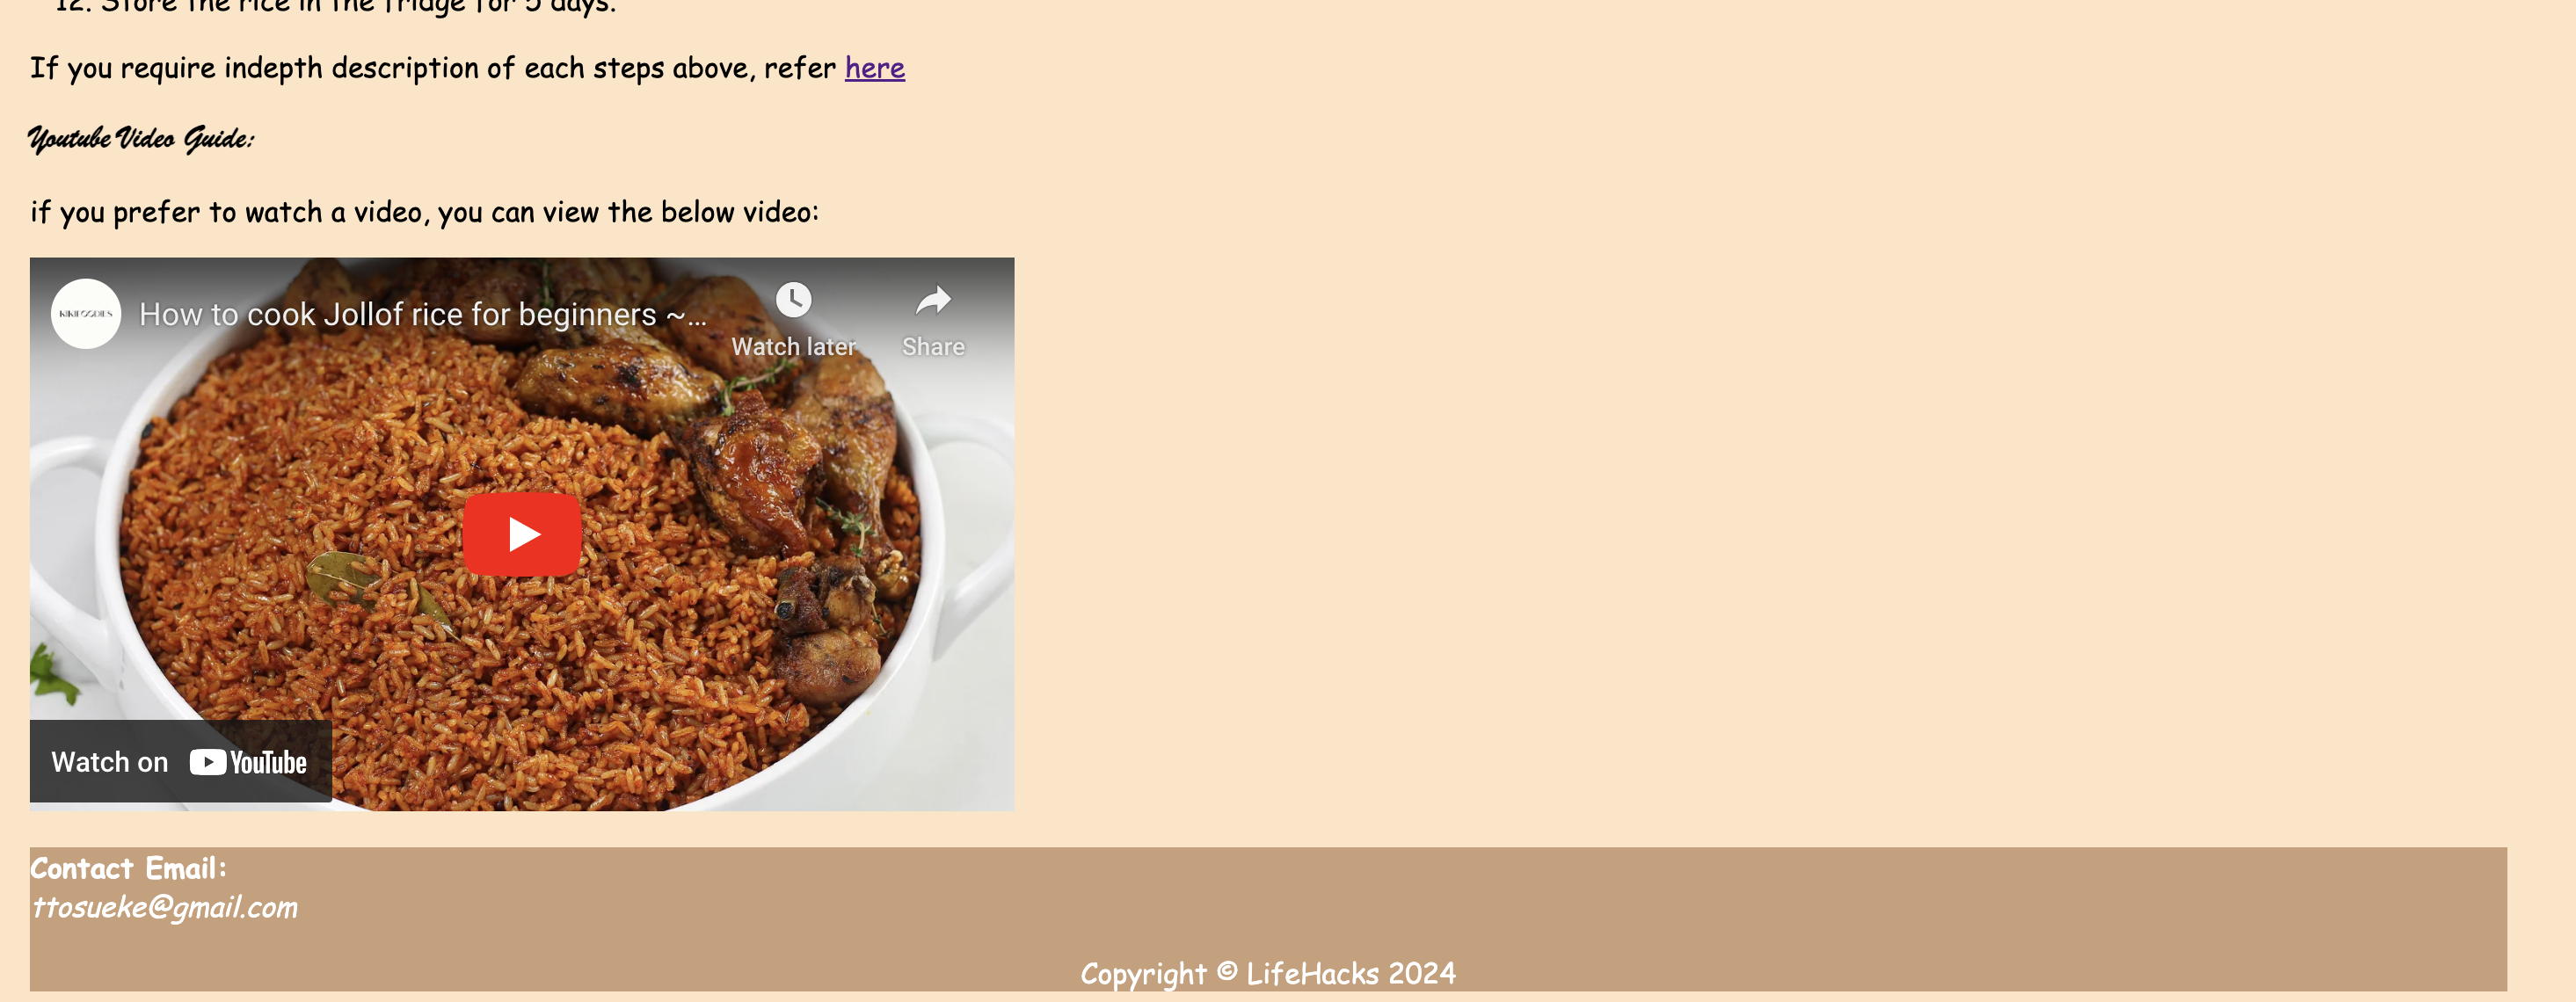 12. Store the rice in the fridge for 5 days.
If you require indepth description of each steps above, refer here
Youtube Video Guide:
if you prefer to watch a video, you can view the below video:
KIKIFOODIES
How to cook Jollof rice for beginners ~...
Watch later
Share
Watch on YouTube
Contact Email:
ttosueke@gmail.com
Copyright © LifeHacks 2024